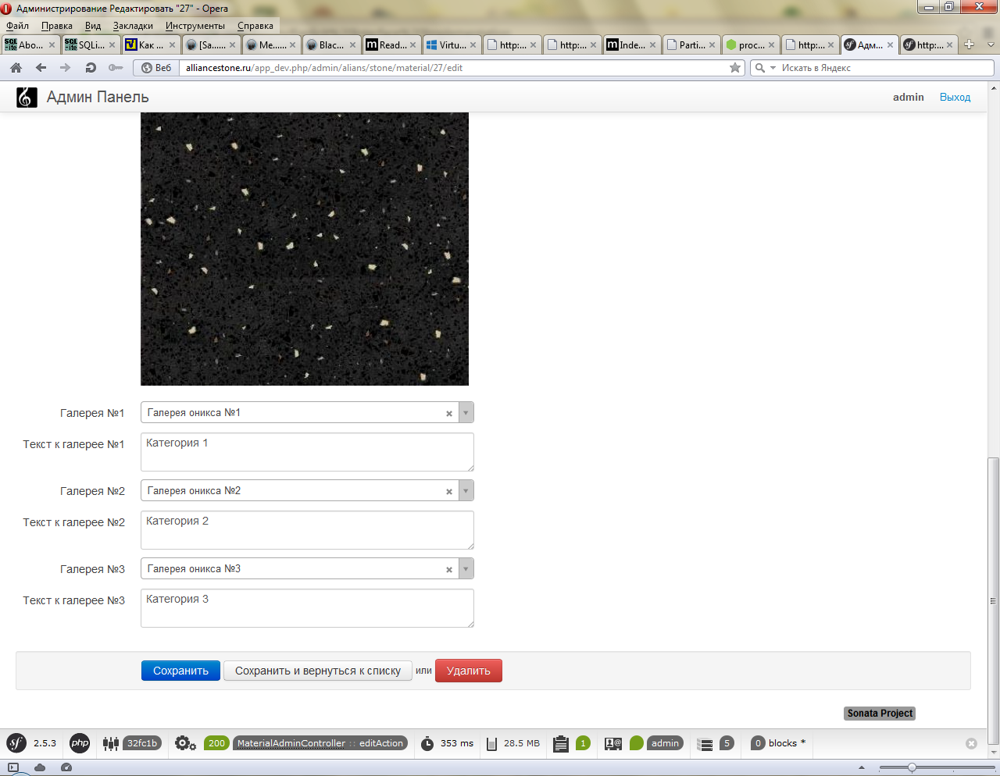 Администрирование Редактировать "27" - Opera
Файл Правка Вид Закладки Инструменты Справка
Abo... SQLi... Как ... [Sa...... Me...... Blac... Read... Virtu... http:... http:... Inde... Parti... proc... http:... Адм... http:...
Веб alliancestone.ru/app_dev.php/admin/alians/stone/material/27/edit Искать в Яндекс
Админ Панель admin Выход
Галерея №1 Галерея оникса №1
Текст к галерее №1 Категория 1
Галерея №2 Галерея оникса №2
Текст к галерее №2 Категория 2
Галерея №3 Галерея оникса №3
Текст к галерее №3 Категория 3
Сохранить Сохранить и вернуться к списку или Удалить
Sonata Project
sf 2.5.3 php 32fc1b 200 MaterialAdminController :: editAction 353 ms 28.5 MB 1 admin 5 0 blocks *